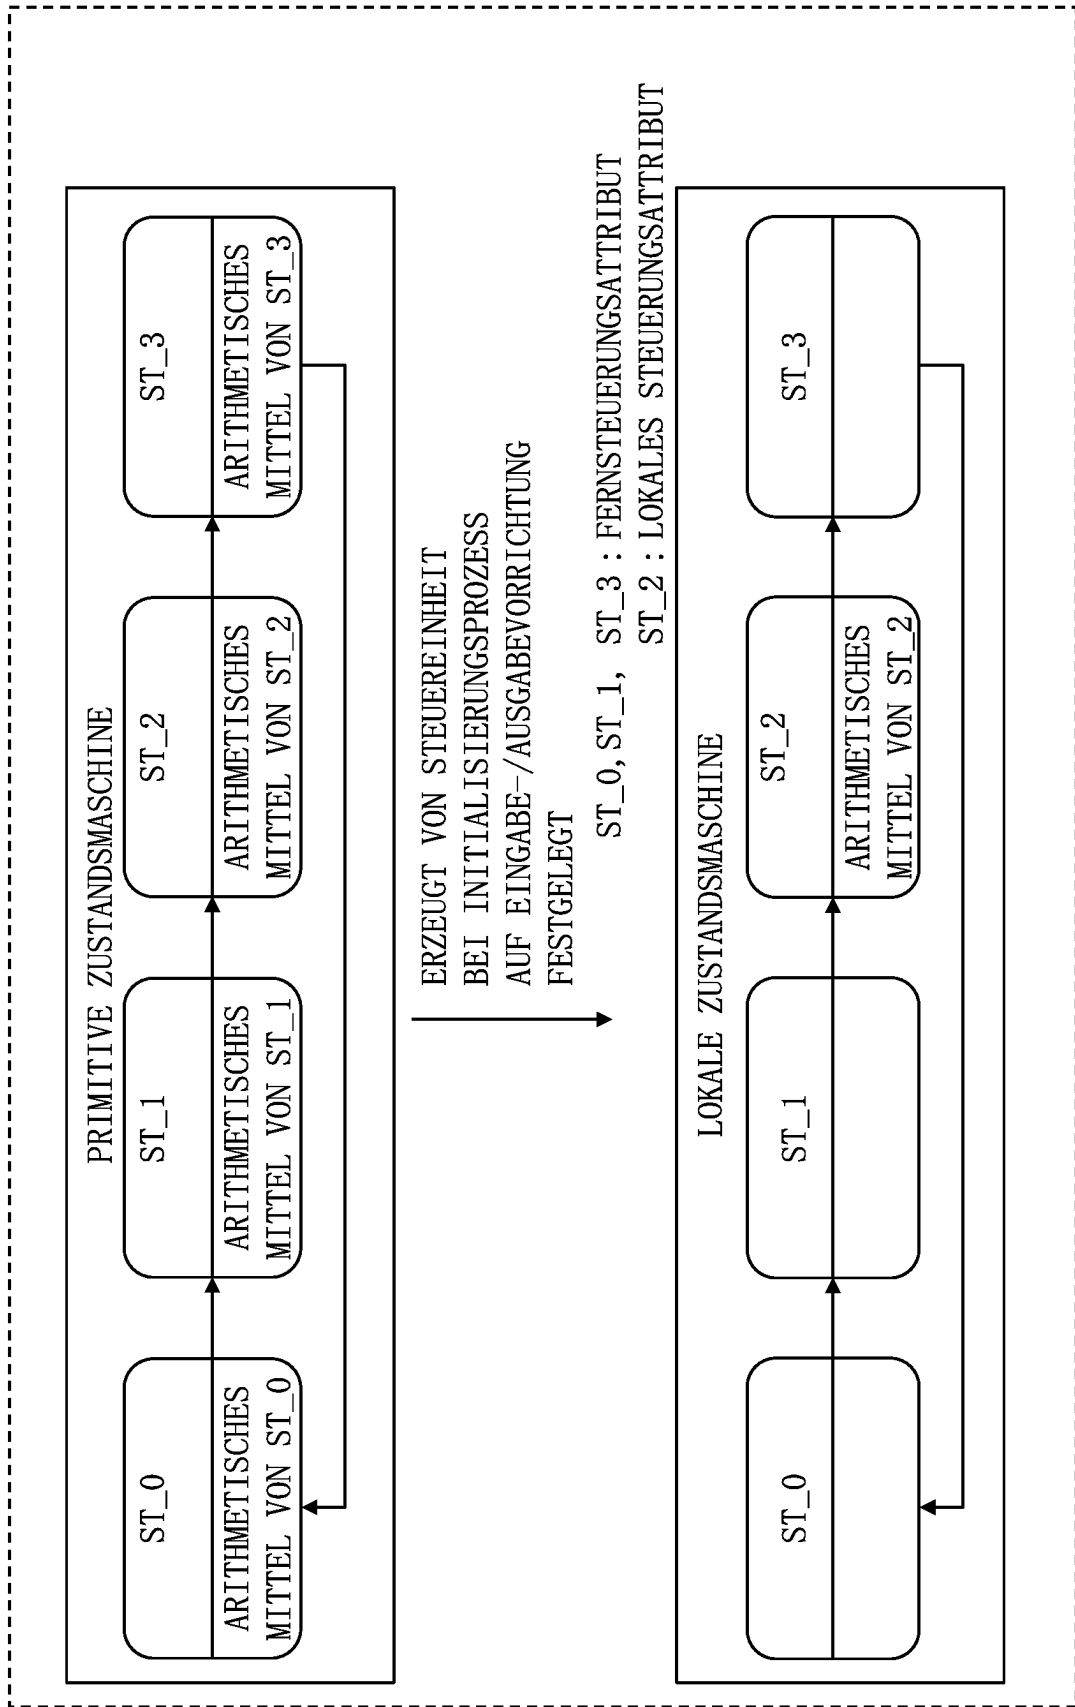 PRIMITIVE ZUSTANDSMASCHINE
ST_0
ARITHMETISCHES
MITTEL VON ST_0
ST_1
ARITHMETISCHES
MITTEL VON ST_1
ST_2
ARITHMETISCHES
MITTEL VON ST_2
ST_3
ARITHMETISCHES
MITTEL VON ST_3
ERZEUGT VON STEUEREINHEIT
BEI INITIALISIERUNGSPROZESS
AUF EINGABE-/AUSGABEVORRICHTUNG
FESTGELEGT
ST_0, ST_1, ST_3 : FERNSTEUERUNGSATTRIBUT
ST_2 : LOKALES STEUERUNGSATTRIBUT
LOKALE ZUSTANDSMASCHINE
ST_0
ST_1
ST_2
ARITHMETISCHES
MITTEL VON ST_2
ST_3